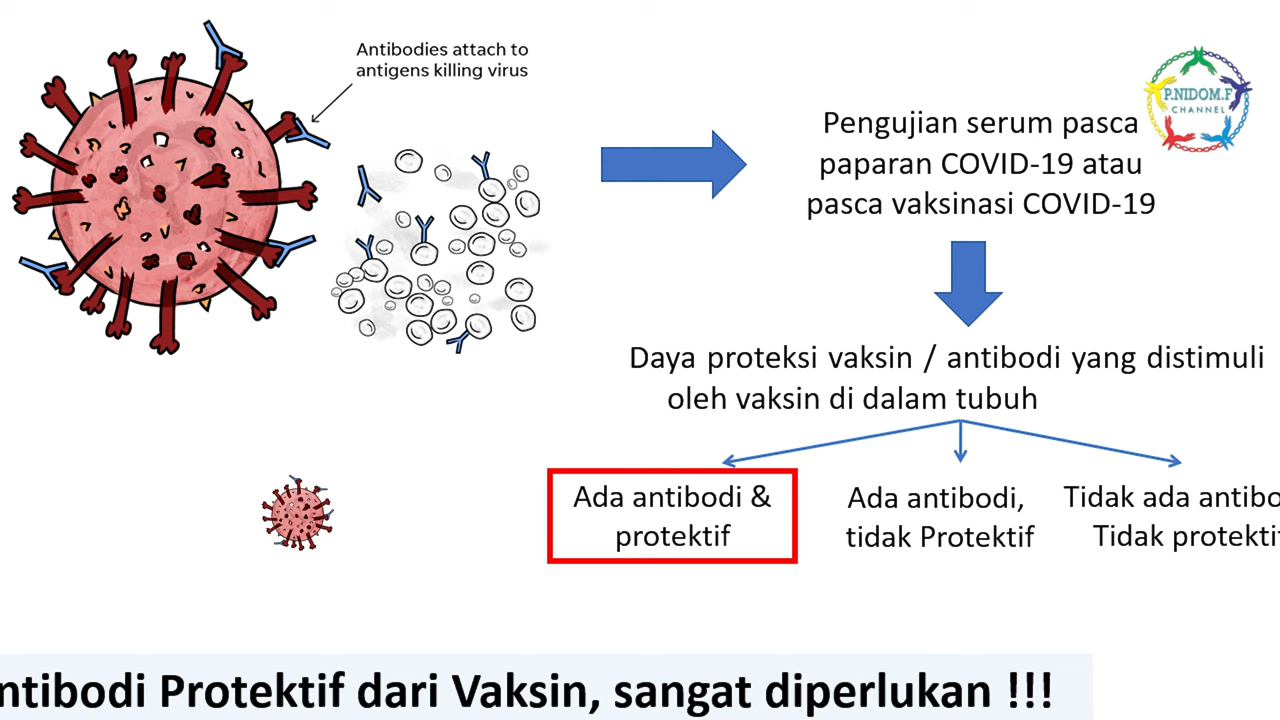 Antibodies attach to
antigens killing virus
P.NIDOM.F
CHANNEL
Pengujian serum pasca
paparan COVID-19 atau
pasca vaksinasi COVID-19
Daya proteksi vaksin / antibodi yang distimuli
oleh vaksin di dalam tubuh
Ada antibodi &
protektif
Ada antibodi,
tidak Protektif
Tidak ada antibo
Tidak protekti
ntibodi Protektif dari Vaksin, sangat diperlukan !!!